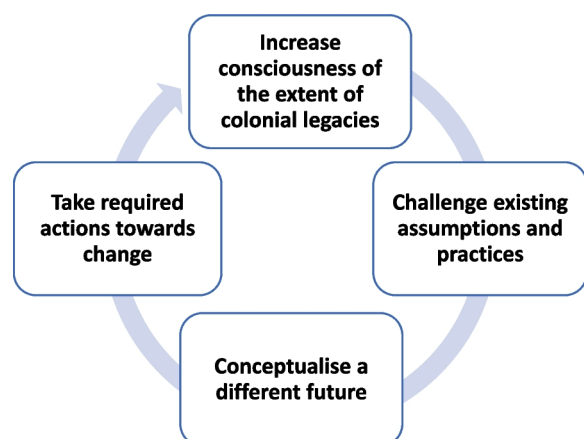 Increase
consciousness of
the extent of
colonial legacies
Challenge existing
assumptions and
practices
Conceptualise a
different future
Take required
actions towards
change